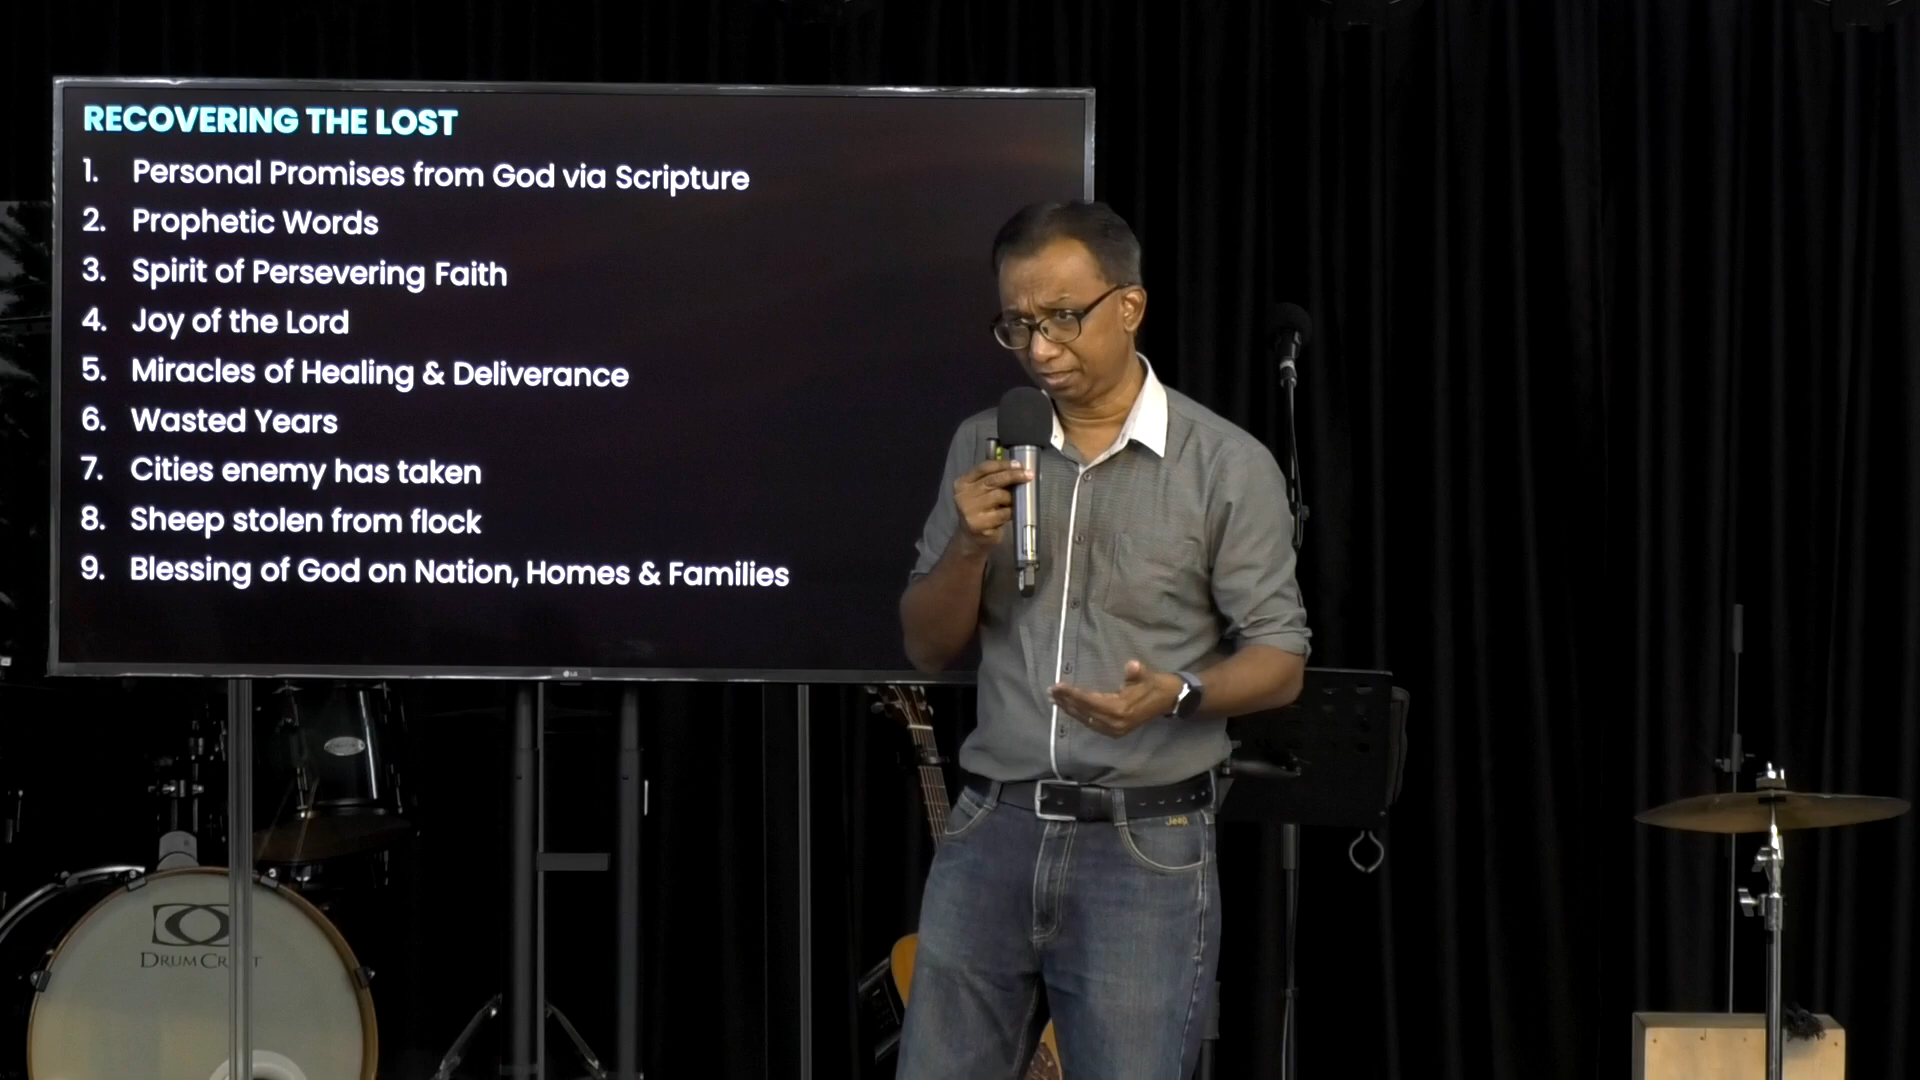 RECOVERING THE LOST
1. Personal Promises from God via Scripture
2. Prophetic Words
3. Spirit of Persevering Faith
4. Joy of the Lord
5. Miracles of Healing & Deliverance
6. Wasted Years
7. Cities enemy has taken
8. Sheep stolen from flock
9. Blessing of God on Nation, Homes & Families
LG
Jeep